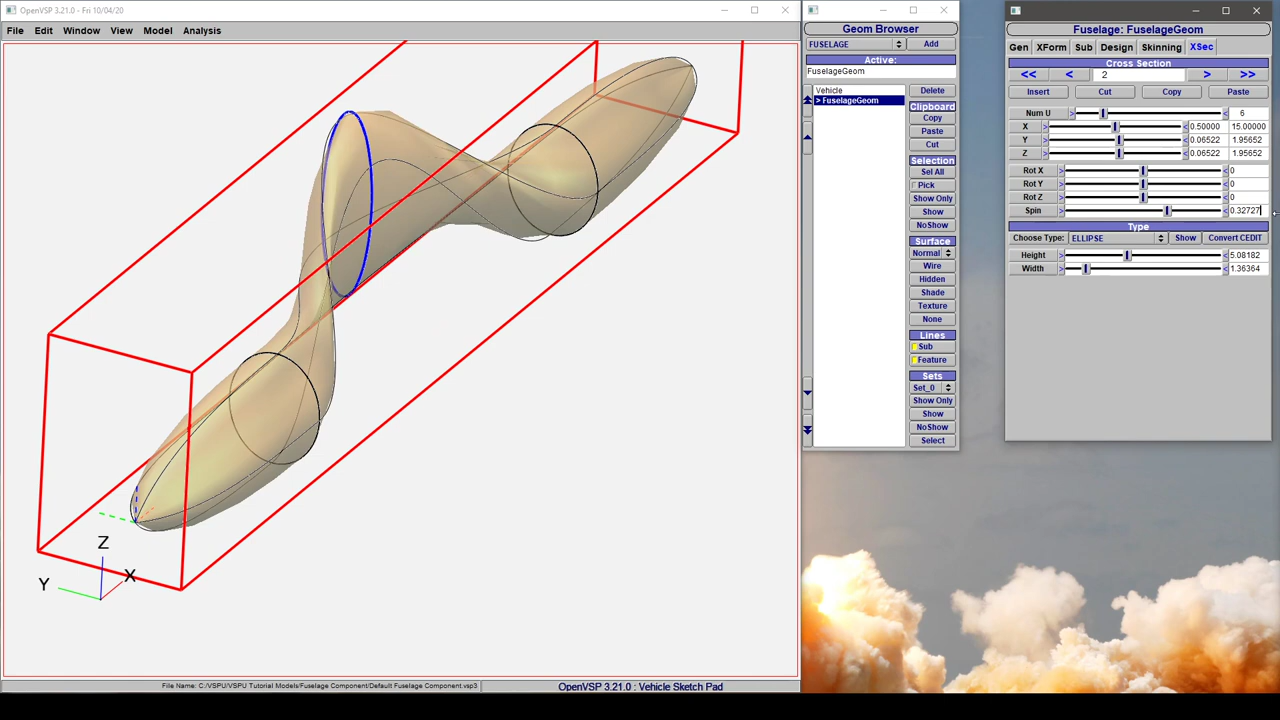 OpenVSP 3.21.0 - Fri 10/04/20
File Edit Window View Model Analysis
Z
Y
X
File Name: C:/VSPU/VSPU Tutorial Models/Fuselage Component/Default Fuselage Component.vsp3
OpenVSP 3.21.0 : Vehicle Sketch Pad
Geom Browser
FUSELAGE Add
Active:
FuselageGeom
Vehicle
> FuselageGeom
Delete
Clipboard
Copy
Paste
Cut
Selection
Sel All
Pick
Show Only
Show
NoShow
Surface
Normal
Wire
Hidden
Shade
Texture
None
Lines
Sub
Feature
Sets
Set_0
Show Only
Show
NoShow
Select
Fuselage: FuselageGeom
Gen XForm Sub Design Skinning XSec
Cross Section
<< < 2 > >>
Insert Cut Copy Paste
Num U > 6
X > < 0.50000 15.00000
Y > < 0.06522 1.95652
Z > < 0.06522 1.95652
Rot X > < 0
Rot Y > < 0
Rot Z > < 0
Spin > < 0.32727
Type
Choose Type: ELLIPSE Show Convert CEDIT
Height > < 5.08182
Width > < 1.36364